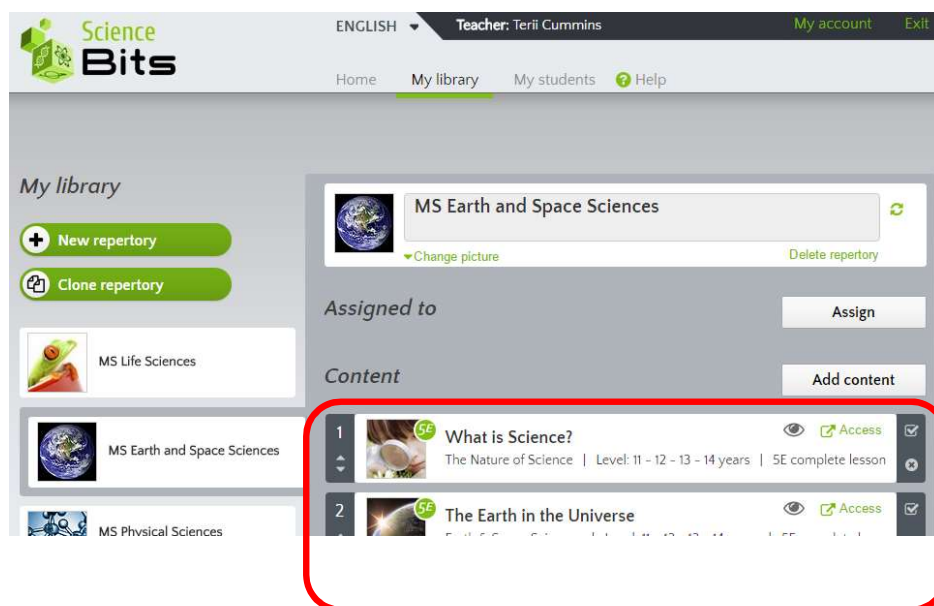 Science
Bits
ENGLISH
Teacher: Terii Cummins
My account
Exit
Home
My library
My students
? Help
My library
New repertory
Clone repertory
MS Life Sciences
MS Earth and Space Sciences
MS Physical Sciences
MS Earth and Space Sciences
Change picture
Delete repertory
Assigned to
Assign
Content
Add content
1
5E
What is Science?
Access
The Nature of Science | Level: 11 - 12 - 13 - 14 years | 5E complete lesson
2
5E
The Earth in the Universe
Access